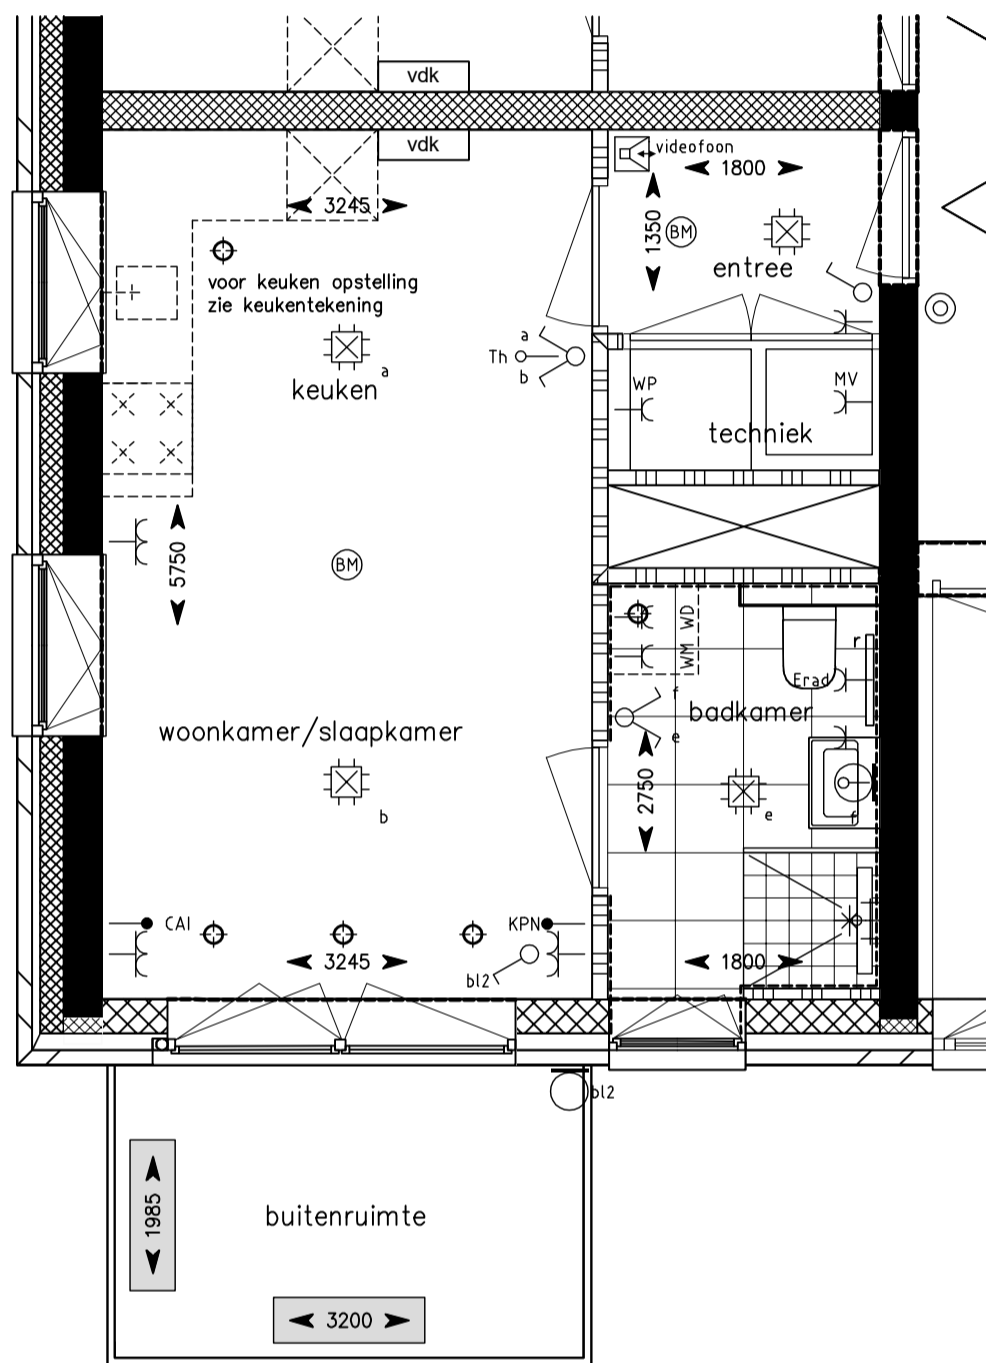 vdk
vdk
videofoon
1800
3245
1350
BM
entree
voor keuken opstelling
zie keukentekening
a
Th
b
a
keuken
WP
MV
techniek
5750
BM
WD
WM
r
Erad
f
badkamer
e
woonkamer/slaapkamer
2750
b
e
f
CAI
KPN
3245
bl2
1800
bl2
1985
buitenruimte
3200